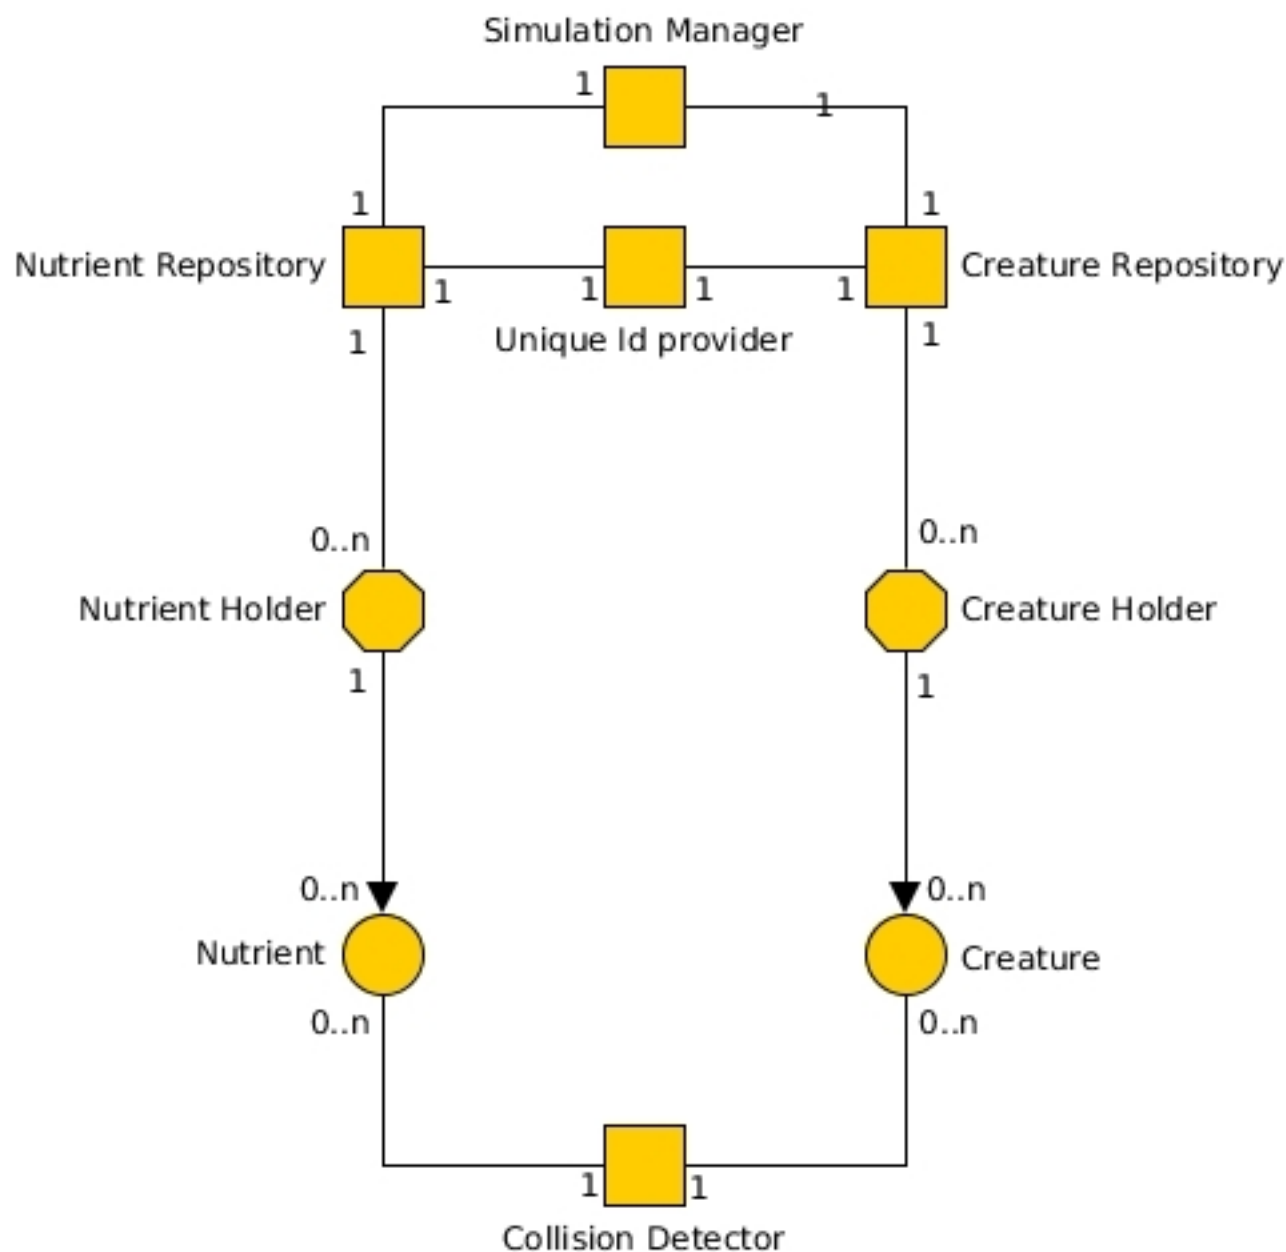 Simulation Manager
1
1
1
1
Nutrient Repository
Creature Repository
1
1
1
1
1
Unique Id provider
1
0..n
0..n
Nutrient Holder
Creature Holder
1
1
0..n
0..n
Nutrient
Creature
0..n
0..n
1
1
Collision Detector